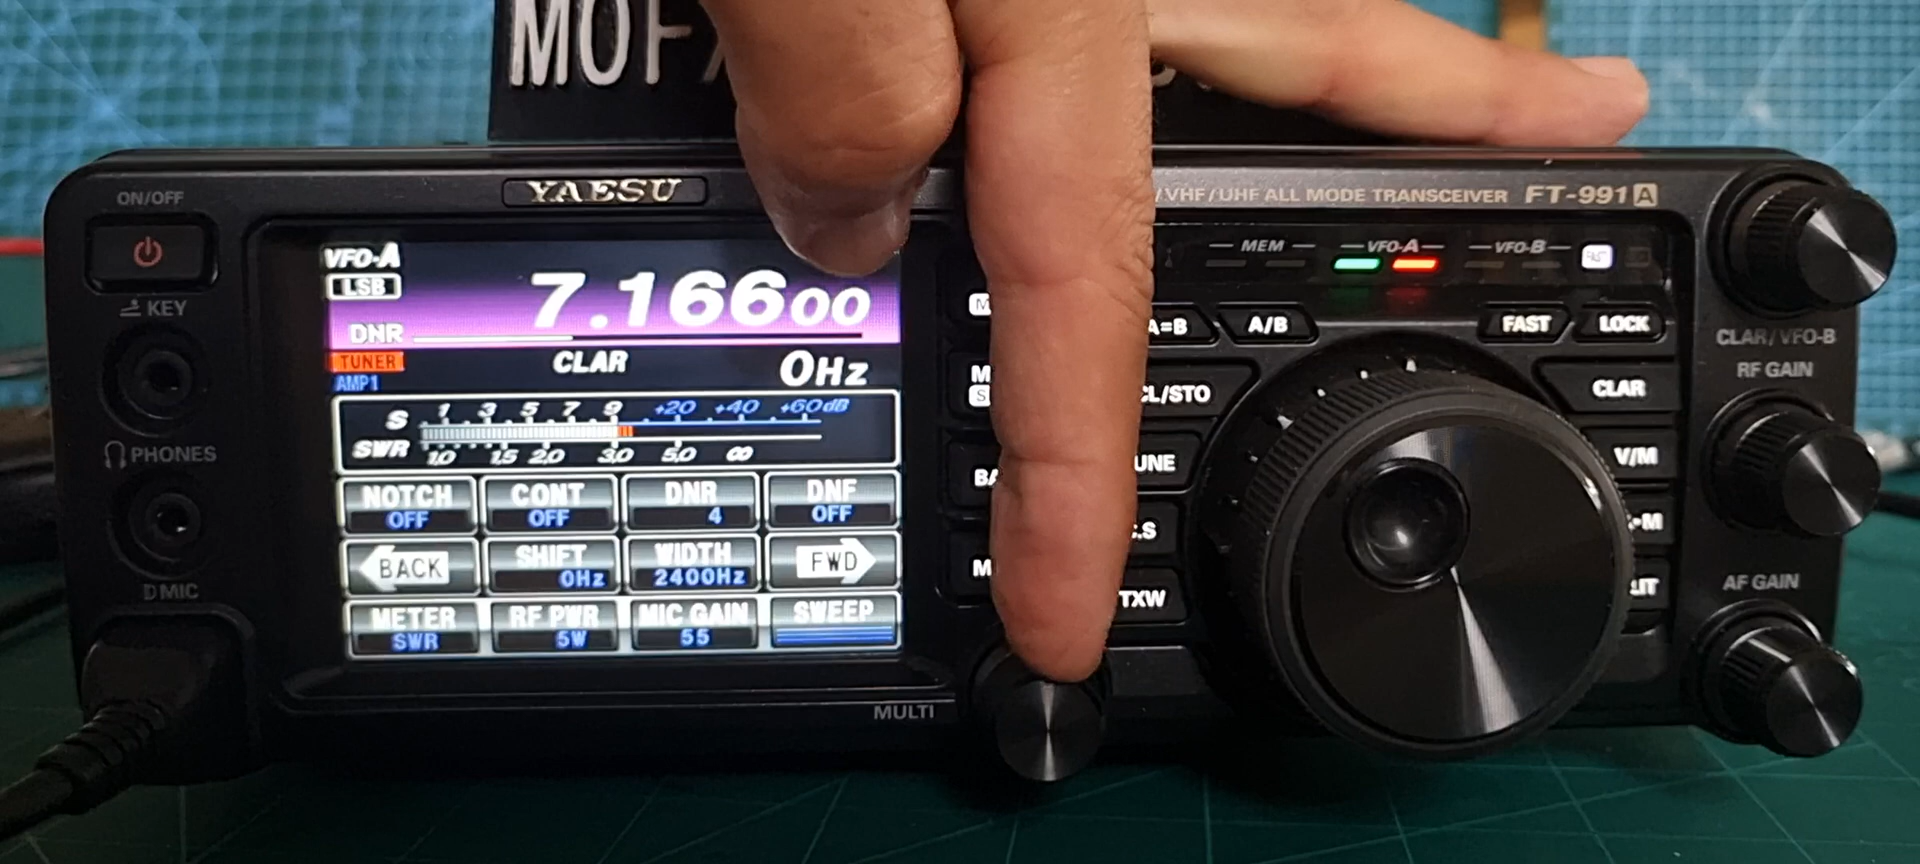 ON/OFF
YAESU
/VHF/UHF ALL MODE TRANSCEIVER FT-991A
KEY
PHONES
MIC
VFO-A
LSB
7.16600
DNR
TUNER
CLAR
0Hz
AMP1
S 1 3 5 7 9 +20 +40 +60dB
SWR 1.0 1.5 2.0 3.0 5.0 ∞
NOTCH CONT DNR DNF
OFF OFF 4 OFF
BACK SHIFT WIDTH FWD
0Hz 2400Hz
METER RF PWR MIC GAIN SWEEP
SWR 5W 55
MULTI
MEM VFO-A VFO-B
A=B A/B FAST LOCK
L/STO CLAR
UNE V/M
.S
TXW
CLAR/VFO-B
RF GAIN
AF GAIN